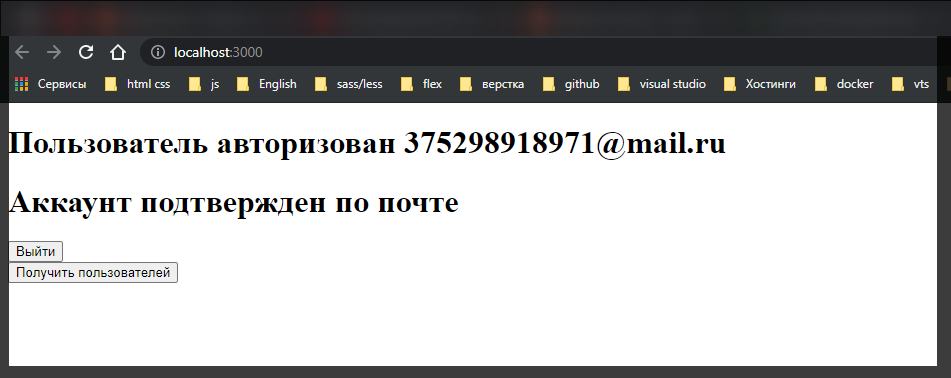 localhost:3000
Сервисы html css js English sass/less flex верстка github visual studio Хостинги docker vts
Пользователь авторизован 375298918971@mail.ru
Аккаунт подтвержден по почте
Выйти
Получить пользователей